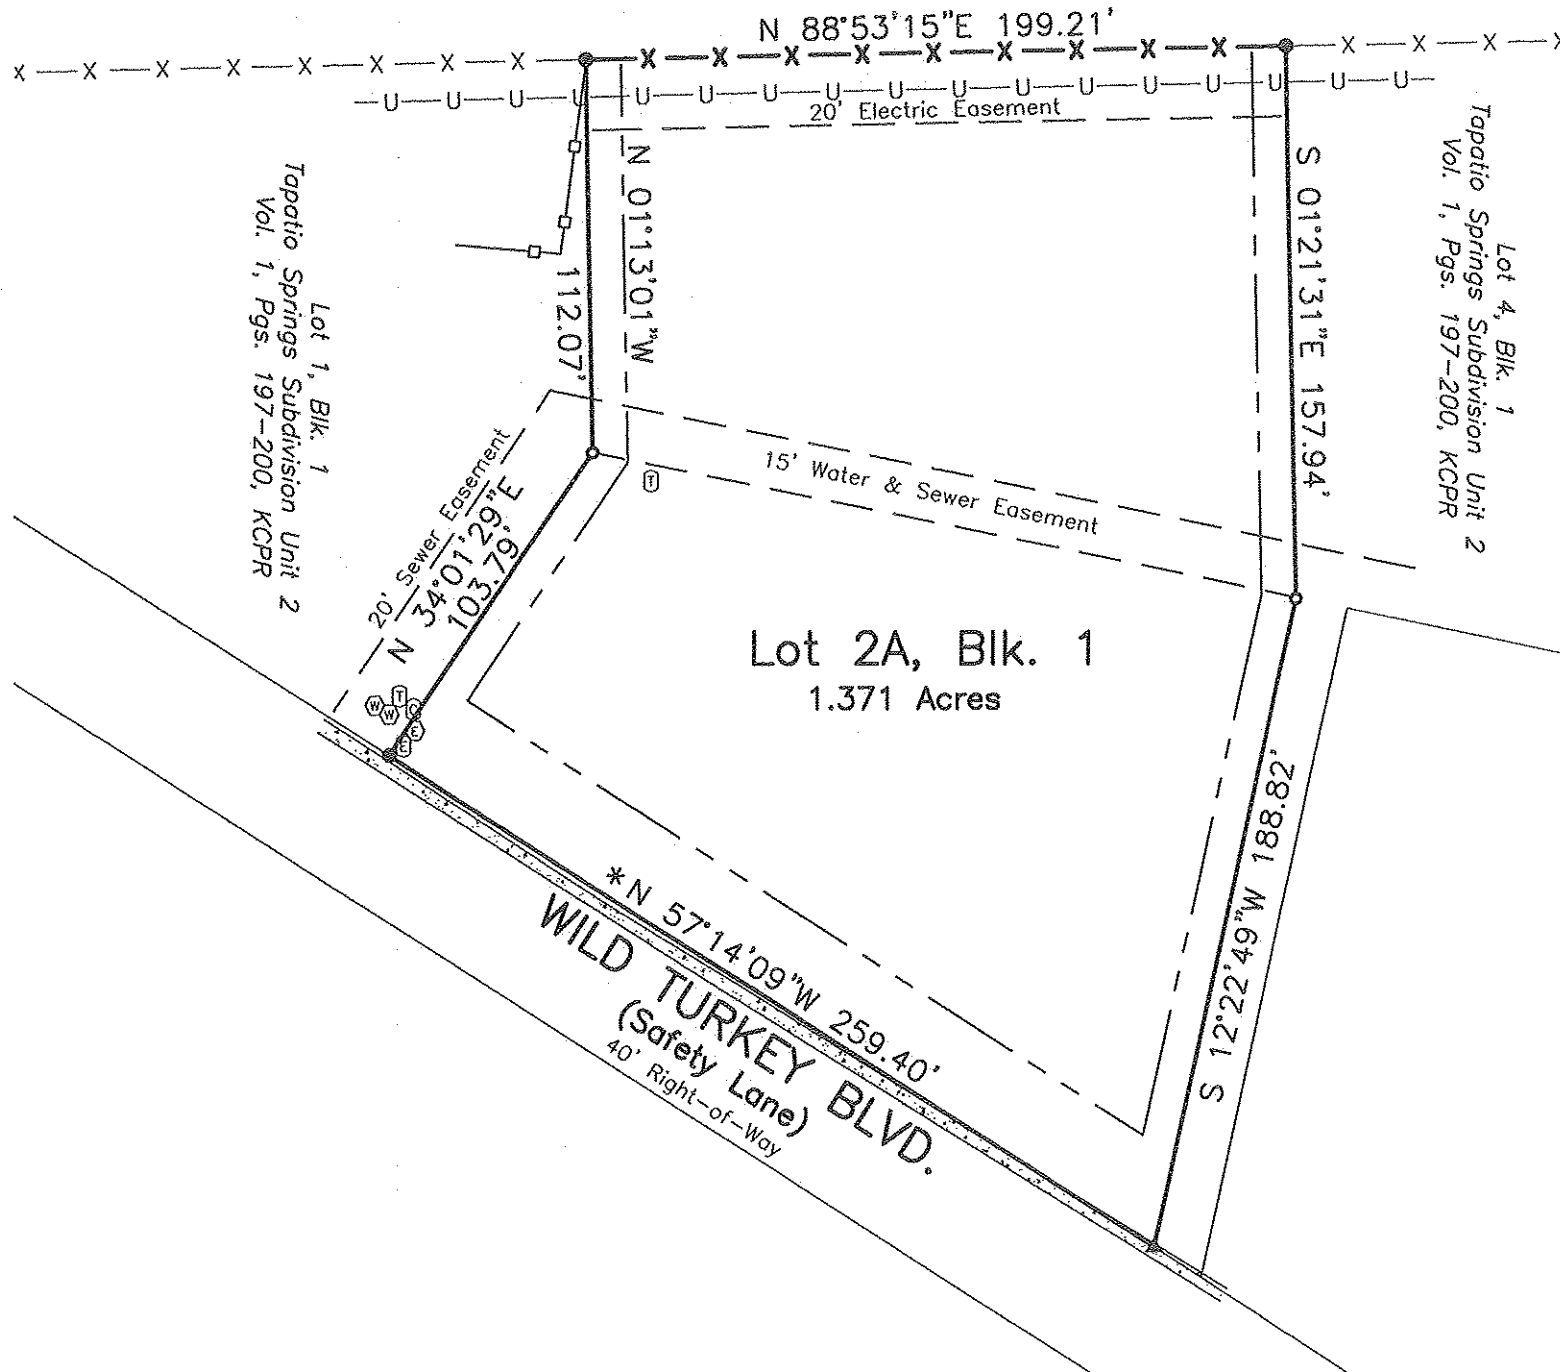 N 88°53'15"E 199.21'
X X X X X X X X X X X X X X X X X X X X X
U U U U U U U U U U U U U U U U U
20' Electric Easement
Tapatio Springs Subdivision Unit 2
Vol. 1, Pgs. 197-200, KCPR
Lot 1, Blk. 1
N 01°13'01"W
112.07'
S 01°21'31"E 157.94'
Lot 4, Blk. 1
Tapatio Springs Subdivision Unit 2
Vol. 1, Pgs. 197-200, KCPR
15' Water & Sewer Easement
T
20' Sewer Easement
N 34°01'29"E
103.79'
Lot 2A, Blk. 1
1.371 Acres
W W T C E E
S 12°22'49"W 188.82'
*N 57°14'09"W 259.40'
WILD TURKEY BLVD.
(Safety Lane)
40' Right-of-Way